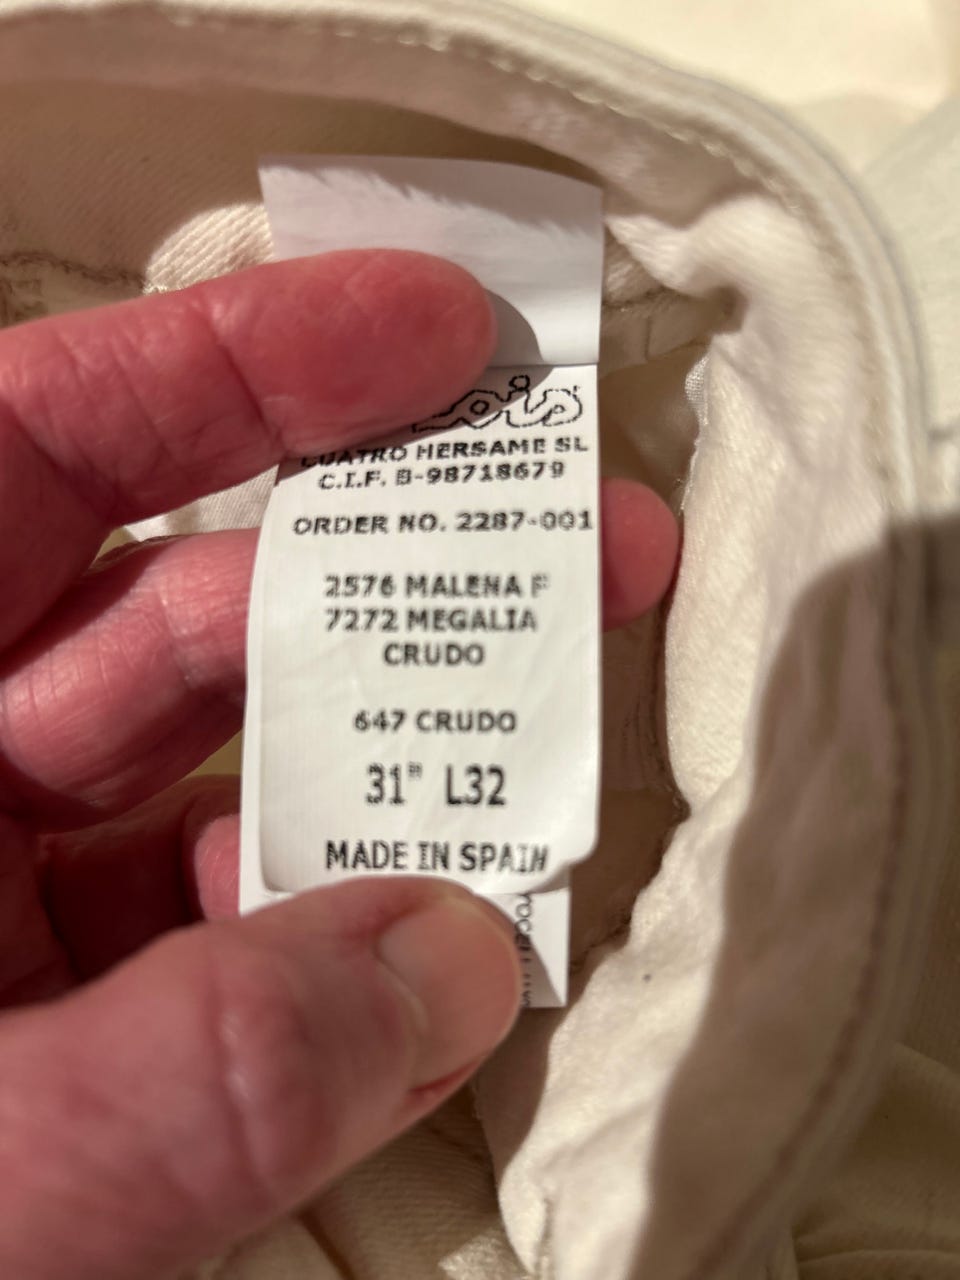 CUATRO HERSAME SL
C.I.F. B-98718679
ORDER NO. 2287-001
2576 MALENA F
7272 MEGALIA
CRUDO
647 CRUDO
31" L32
MADE IN SPAIN